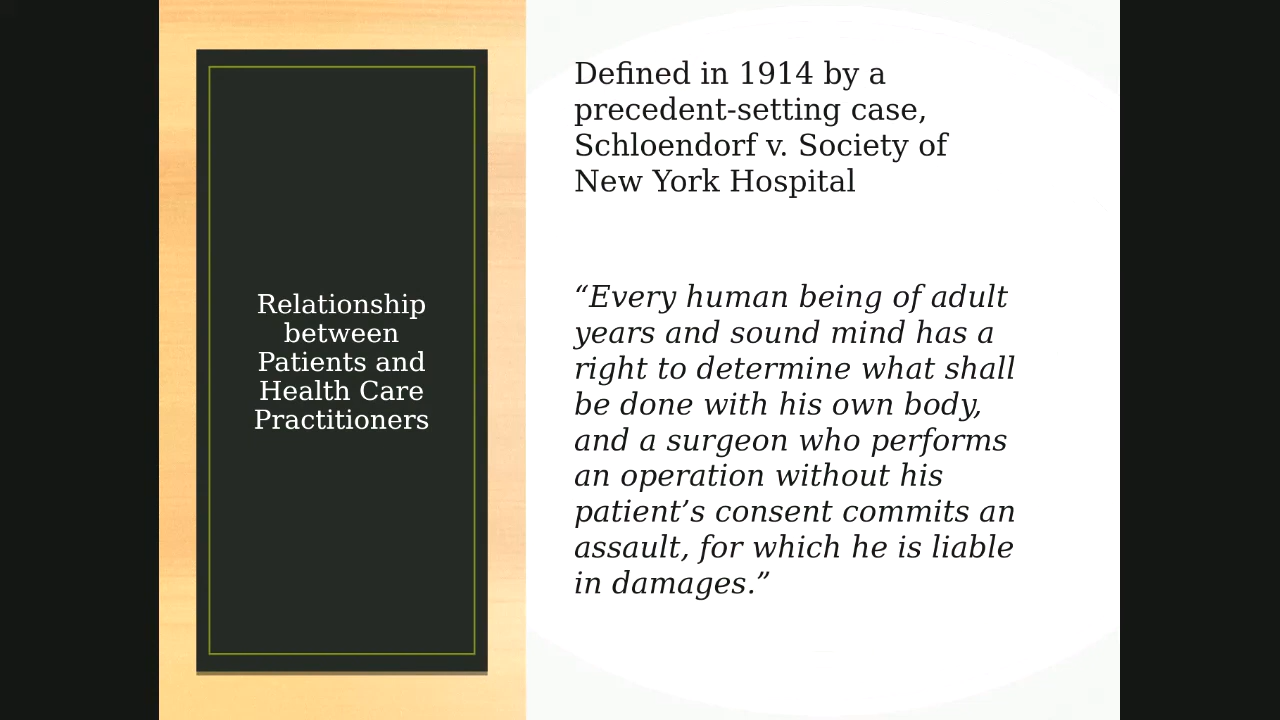 Relationship
between
Patients and
Health Care
Practitioners
Defined in 1914 by a
precedent-setting case,
Schloendorf v. Society of
New York Hospital
“Every human being of adult
years and sound mind has a
right to determine what shall
be done with his own body,
and a surgeon who performs
an operation without his
patient’s consent commits an
assault, for which he is liable
in damages.”